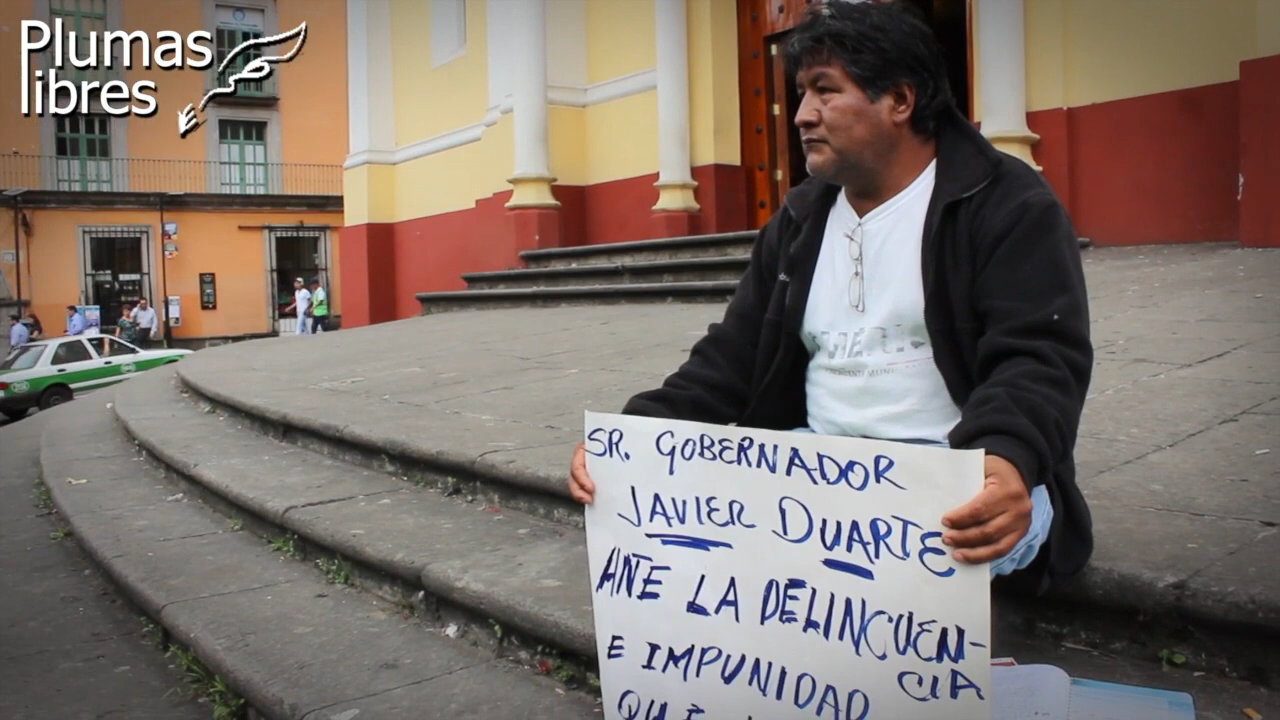 Plumas
libres
SR. GOBERNADOR
JAVIER DUARTE
ANTE LA DELINCUEN-
CIA
E IMPUNIDAD